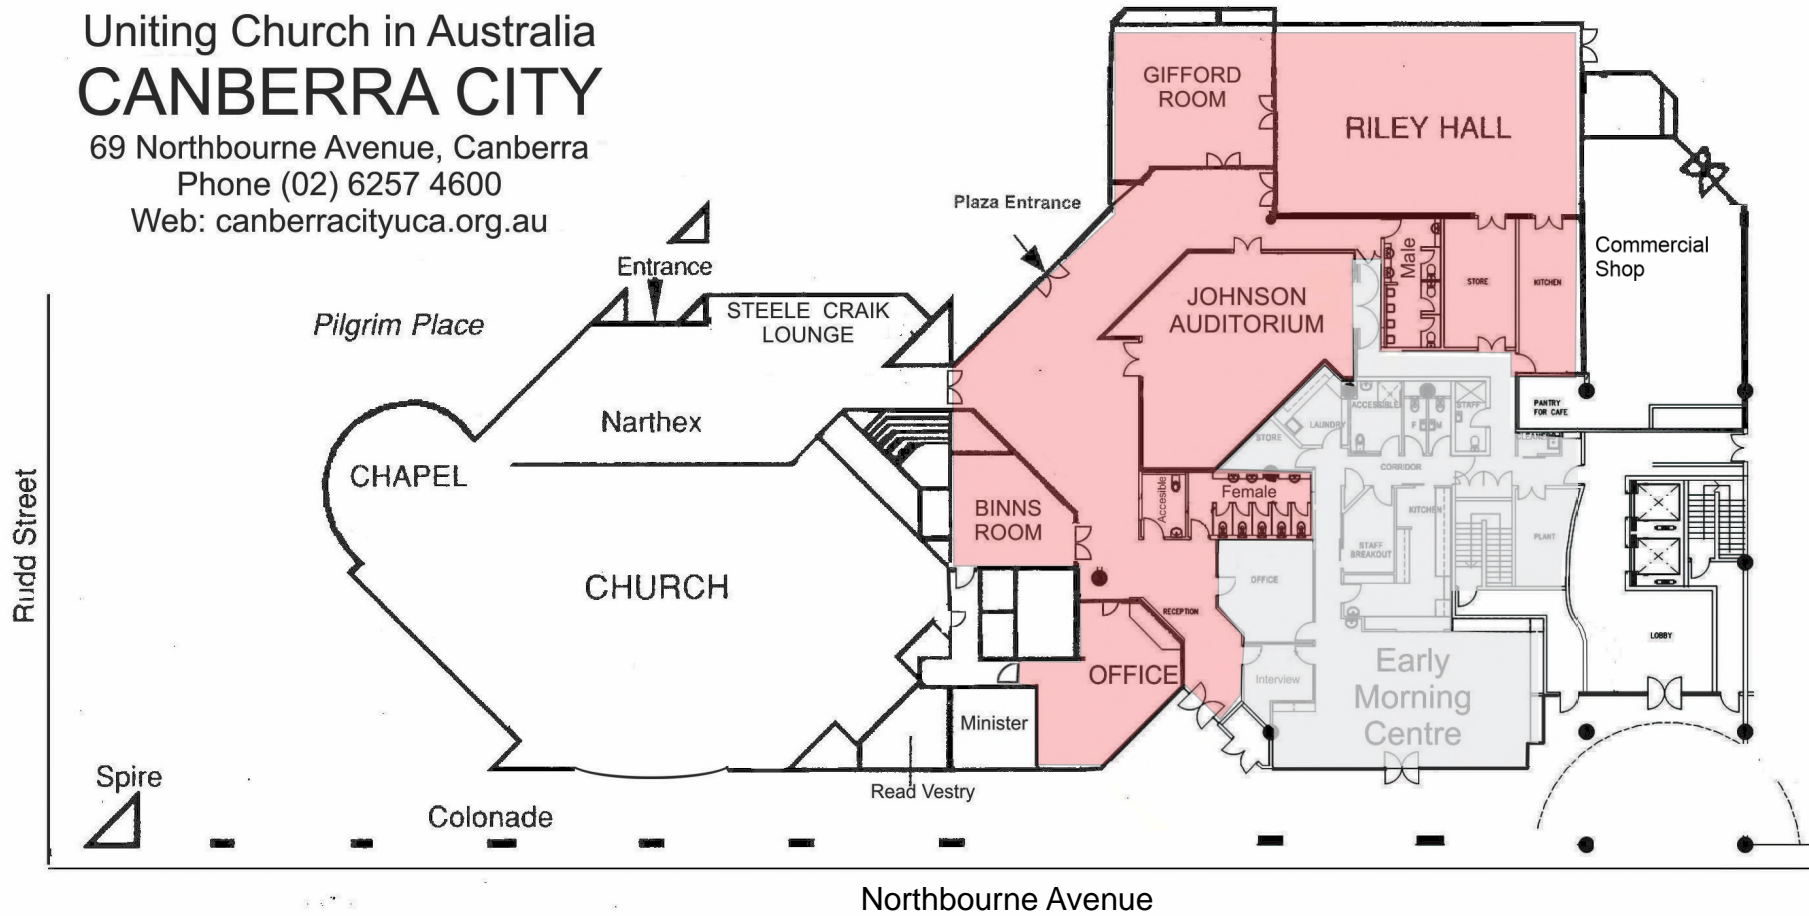 Uniting Church in Australia
CANBERRA CITY
69 Northbourne Avenue, Canberra
Phone (02) 6257 4600
Web: canberracityuca.org.au
GIFFORD
ROOM
RILEY HALL
Plaza Entrance
Commercial
Shop
Male
STORE
KITCHEN
Entrance
Pilgrim Place
STEELE CRAIK
LOUNGE
JOHNSON
AUDITORIUM
Narthex
CHAPEL
ACCESSIBLE
STAFF
F
M
PANTRY
FOR CAFE
LAUNDRY
STORE
CLEANER
CORRIDOR
Rudd Street
BINNS
ROOM
Accesible
Female
KITCHEN
STAFF
BREAKOUT
PLANT
CHURCH
OFFICE
RECEPTION
LOBBY
OFFICE
Interview
Early
Morning
Centre
Minister
Read Vestry
Spire
Colonade
Northbourne Avenue